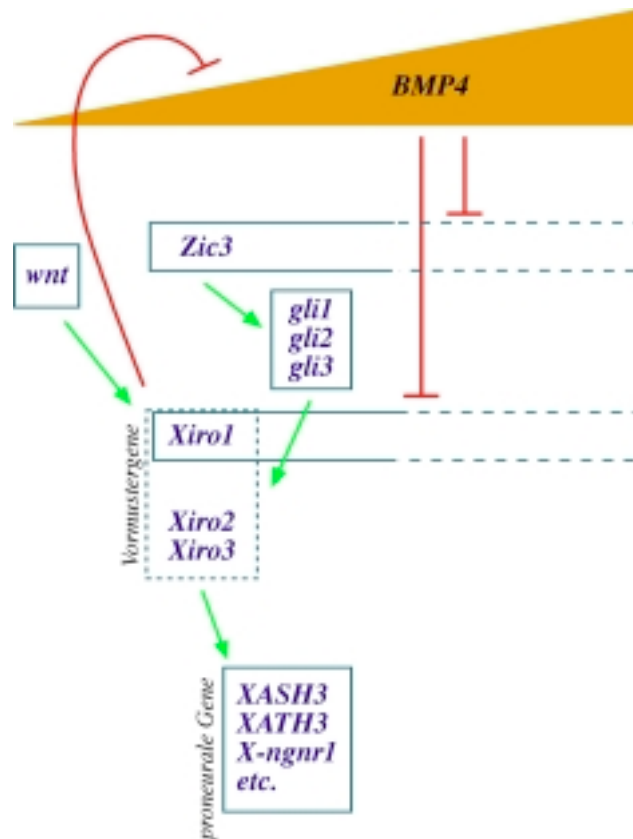 BMP4
Zic3
wnt
gli1
gli2
gli3
Xiro1
Vormustergene
Xiro2
Xiro3
proneurale Gene
XASH3
XATH3
X-ngnr1
etc.